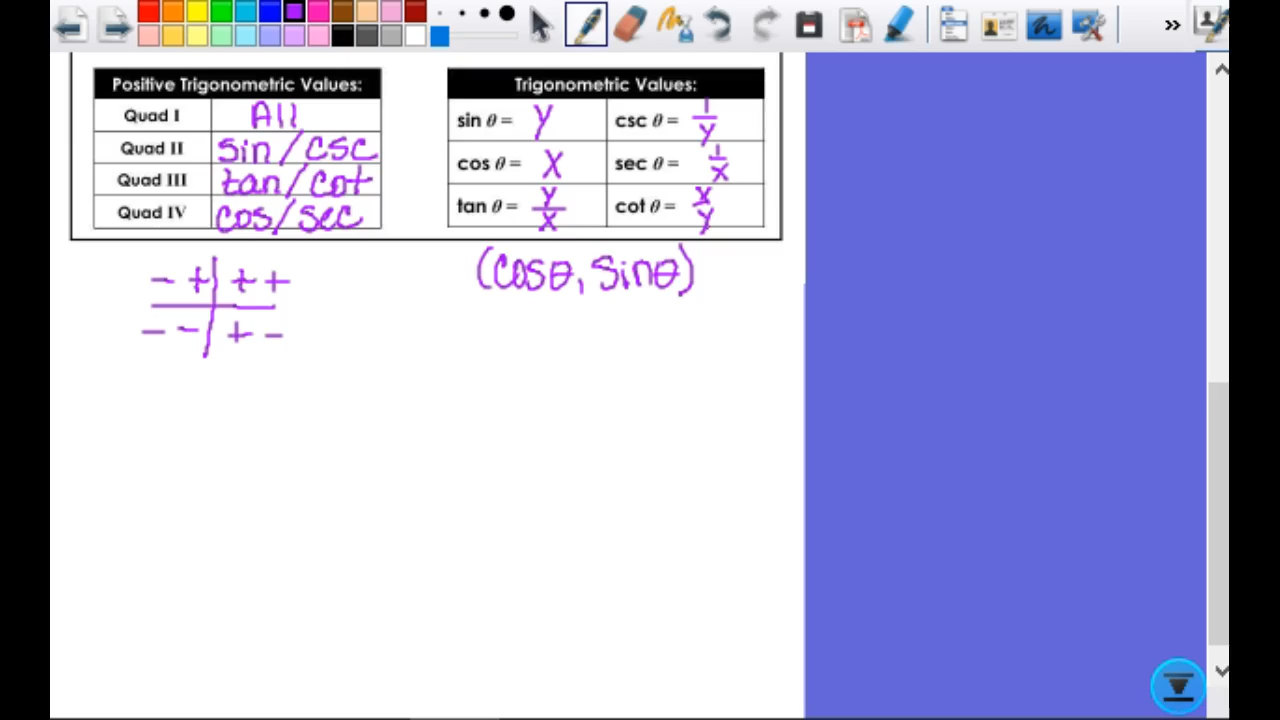 Positive Trigonometric Values:
Quad I All
Quad II sin/csc
Quad III tan/cot
Quad IV cos/sec
Trigonometric Values:
sin θ = y csc θ = 1/y
cos θ = x sec θ = 1/x
tan θ = y/x cot θ = x/y
(cosθ, sinθ)
- + + +
- - + -